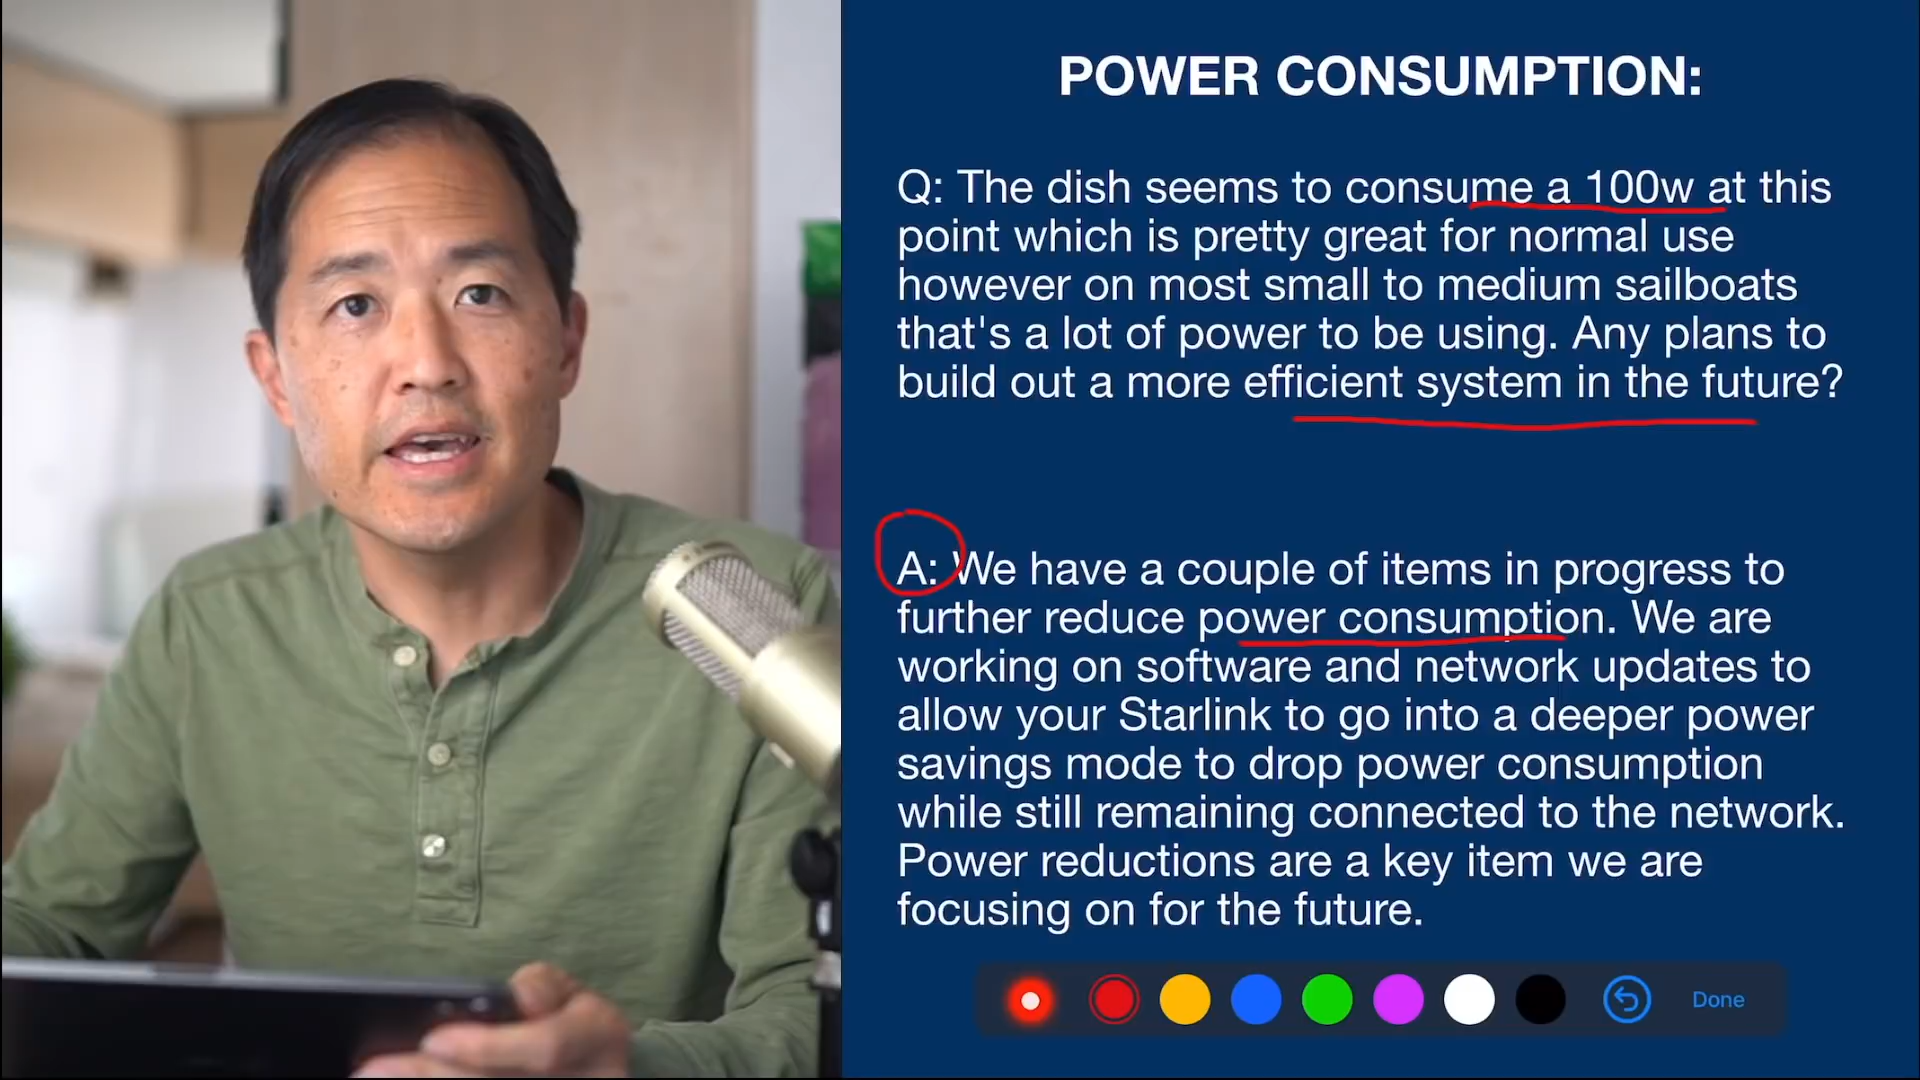 POWER CONSUMPTION:
Q: The dish seems to consume a 100w at this
point which is pretty great for normal use
however on most small to medium sailboats
that's a lot of power to be using. Any plans to
build out a more efficient system in the future?
A: We have a couple of items in progress to
further reduce power consumption. We are
working on software and network updates to
allow your Starlink to go into a deeper power
savings mode to drop power consumption
while still remaining connected to the network.
Power reductions are a key item we are
focusing on for the future.
Done